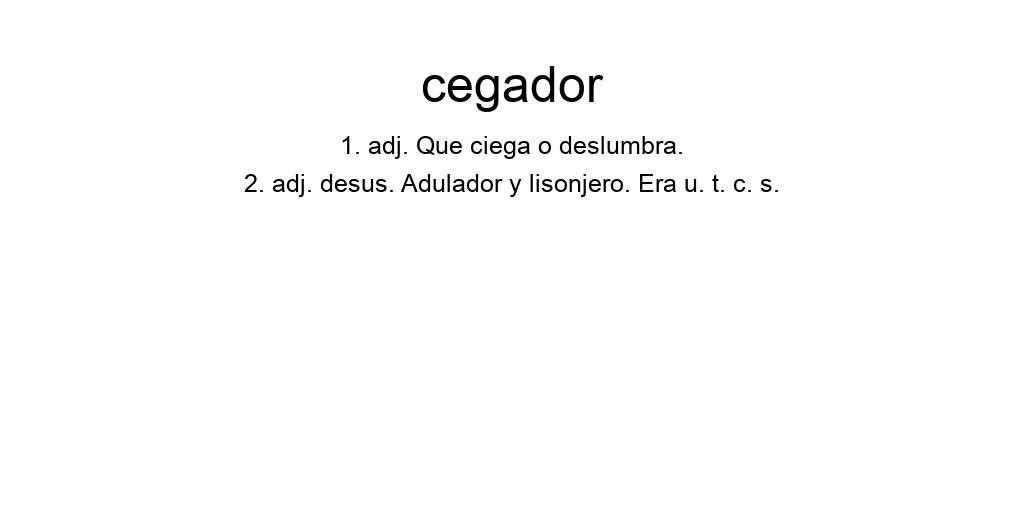 cegador
1. adj. Que ciega o deslumbra.
2. adj. desus. Adulador y lisonjero. Era u. t. c. s.